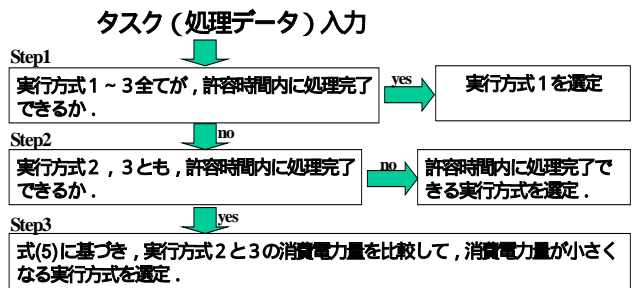 タスク（処理データ）入力
Step1
実行方式１～３全てが，許容時間内に処理完了
できるか．
yes
実行方式１を選定
no
Step2
実行方式２，３とも，許容時間内に処理完了
できるか．
no
許容時間内に処理完了で
きる実行方式を選定．
yes
Step3
式(5)に基づき，実行方式２と３の消費電力量を比較して，消費電力量が小さく
なる実行方式を選定．